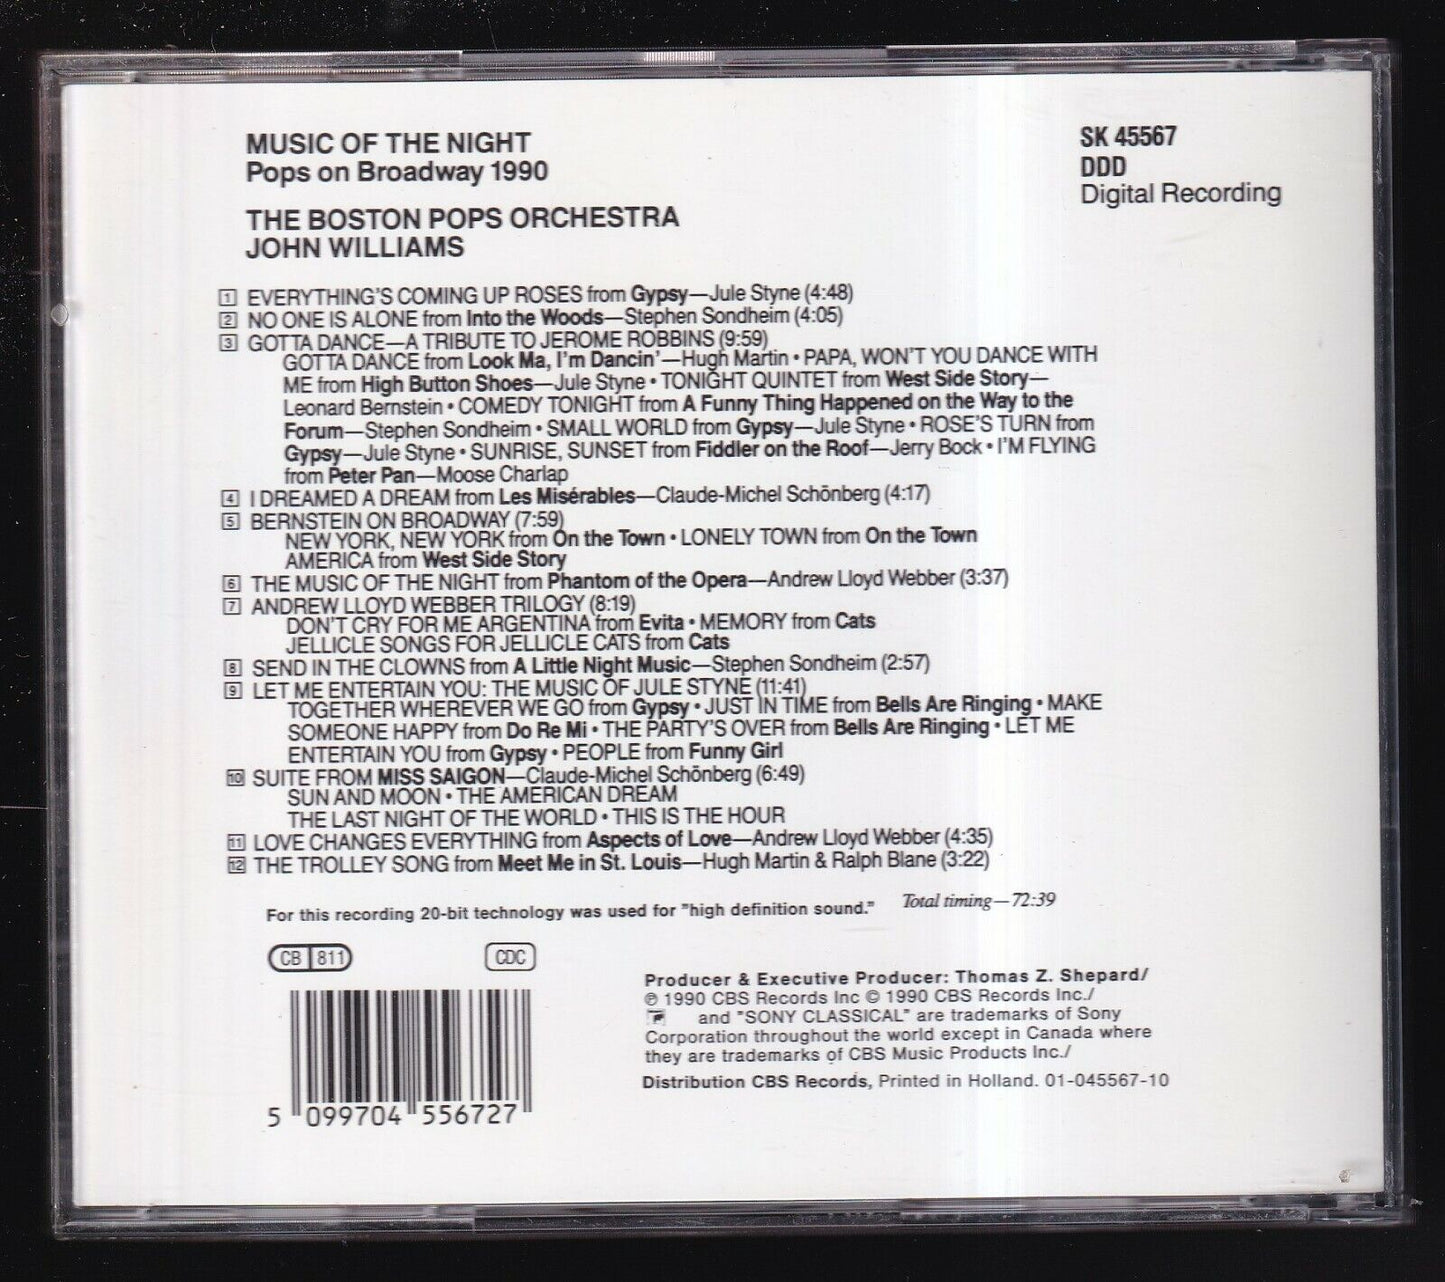 MUSIC OF THE NIGHT
Pops on Broadway 1990
THE BOSTON POPS ORCHESTRA
JOHN WILLIAMS
SK 45567
DDD
Digital Recording
1 EVERYTHING'S COMING UP ROSES from Gypsy—Jule Styne (4:48)
2 NO ONE IS ALONE from Into the Woods—Stephen Sondheim (4:05)
3 GOTTA DANCE—A TRIBUTE TO JEROME ROBBINS (9:59)
GOTTA DANCE from Look Ma, I'm Dancin'—Hugh Martin • PAPA, WON'T YOU DANCE WITH
ME from High Button Shoes—Jule Styne • TONIGHT QUINTET from West Side Story—
Leonard Bernstein • COMEDY TONIGHT from A Funny Thing Happened on the Way to the
Forum—Stephen Sondheim • SMALL WORLD from Gypsy—Jule Styne • ROSE'S TURN from
Gypsy—Jule Styne • SUNRISE, SUNSET from Fiddler on the Roof—Jerry Bock • I'M FLYING
from Peter Pan—Moose Charlap
4 I DREAMED A DREAM from Les Misérables—Claude-Michel Schönberg (4:17)
5 BERNSTEIN ON BROADWAY (7:59)
NEW YORK, NEW YORK from On the Town • LONELY TOWN from On the Town
AMERICA from West Side Story
6 THE MUSIC OF THE NIGHT from Phantom of the Opera—Andrew Lloyd Webber (3:37)
7 ANDREW LLOYD WEBBER TRILOGY (8:19)
DON'T CRY FOR ME ARGENTINA from Evita • MEMORY from Cats
JELLICLE SONGS FOR JELLICLE CATS from Cats
8 SEND IN THE CLOWNS from A Little Night Music—Stephen Sondheim (2:57)
9 LET ME ENTERTAIN YOU: THE MUSIC OF JULE STYNE (11:41)
TOGETHER WHEREVER WE GO from Gypsy • JUST IN TIME from Bells Are Ringing • MAKE
SOMEONE HAPPY from Do Re Mi • THE PARTY'S OVER from Bells Are Ringing • LET ME
ENTERTAIN YOU from Gypsy • PEOPLE from Funny Girl
10 SUITE FROM MISS SAIGON—Claude-Michel Schönberg (6:49)
SUN AND MOON • THE AMERICAN DREAM
THE LAST NIGHT OF THE WORLD • THIS IS THE HOUR
11 LOVE CHANGES EVERYTHING from Aspects of Love—Andrew Lloyd Webber (4:35)
12 THE TROLLEY SONG from Meet Me in St. Louis—Hugh Martin & Ralph Blane (3:22)
For this recording 20-bit technology was used for "high definition sound." Total timing—72:39
CB 811 CDC
5 099704 556727
Producer & Executive Producer: Thomas Z. Shepard/
℗ 1990 CBS Records Inc © 1990 CBS Records Inc./
and "SONY CLASSICAL" are trademarks of Sony
Corporation throughout the world except in Canada where
they are trademarks of CBS Music Products Inc./
Distribution CBS Records, Printed in Holland. 01-045567-10